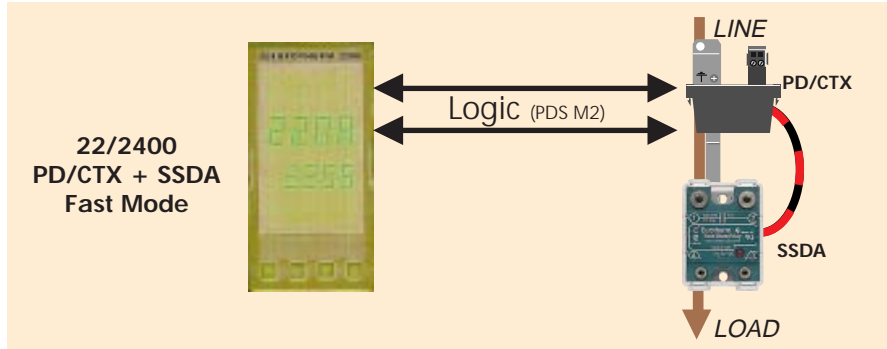 22/2400
PD/CTX + SSDA
Fast Mode
Logic (PDS M2)
LINE
PD/CTX
SSDA
LOAD